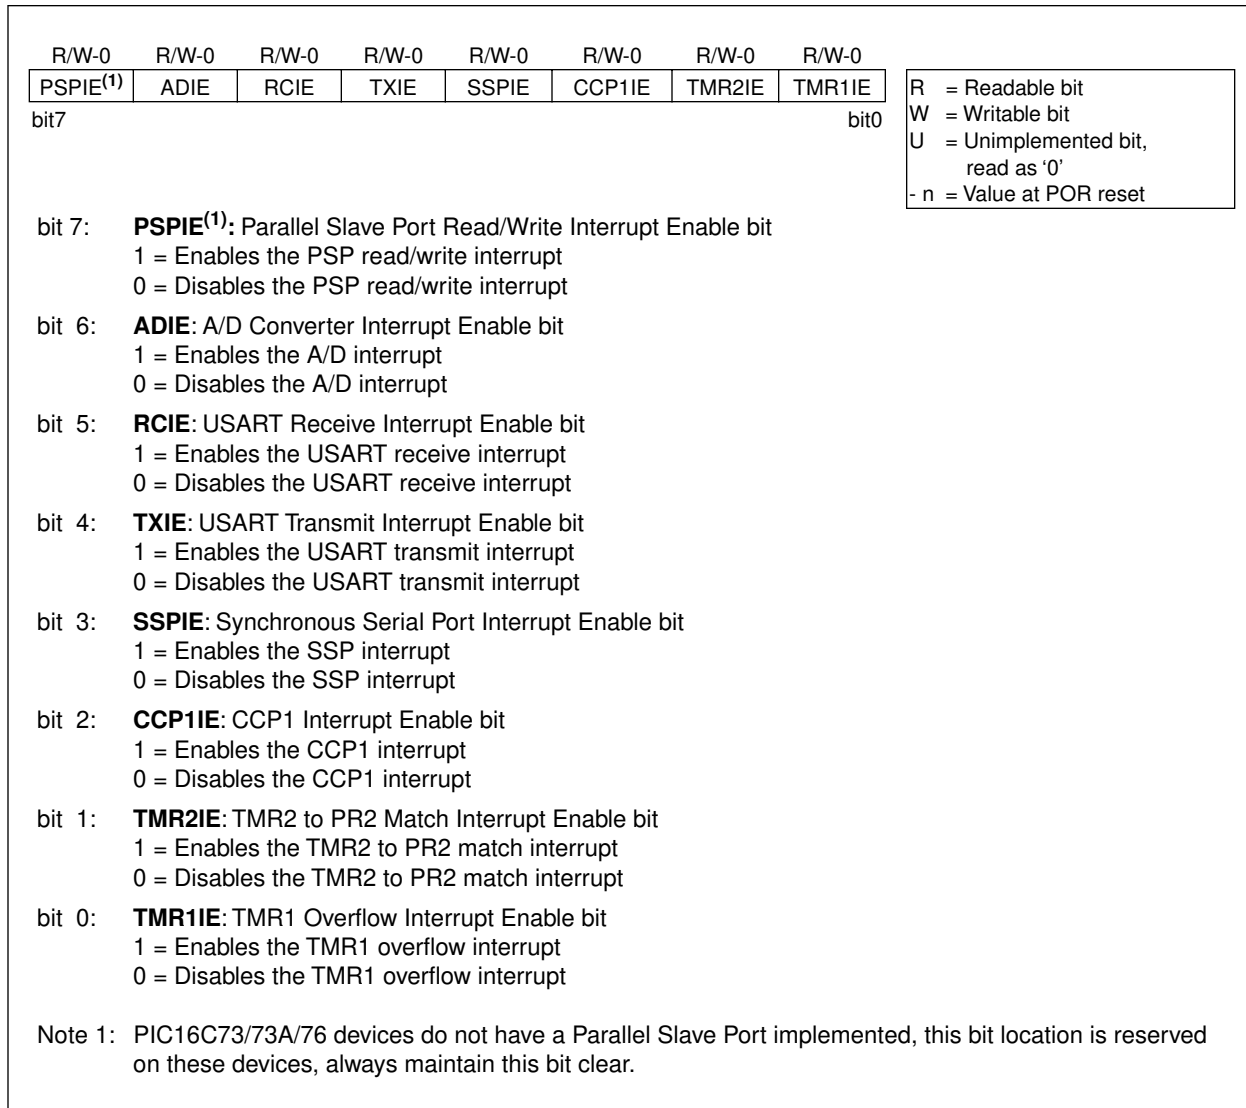 R/W-0 R/W-0 R/W-0 R/W-0 R/W-0 R/W-0 R/W-0 R/W-0
PSPIE(1) ADIE RCIE TXIE SSPIE CCP1IE TMR2IE TMR1IE
bit7 bit0
R = Readable bit
W = Writable bit
U = Unimplemented bit,
read as ‘0’
- n = Value at POR reset
bit 7: PSPIE(1): Parallel Slave Port Read/Write Interrupt Enable bit
1 = Enables the PSP read/write interrupt
0 = Disables the PSP read/write interrupt
bit 6: ADIE: A/D Converter Interrupt Enable bit
1 = Enables the A/D interrupt
0 = Disables the A/D interrupt
bit 5: RCIE: USART Receive Interrupt Enable bit
1 = Enables the USART receive interrupt
0 = Disables the USART receive interrupt
bit 4: TXIE: USART Transmit Interrupt Enable bit
1 = Enables the USART transmit interrupt
0 = Disables the USART transmit interrupt
bit 3: SSPIE: Synchronous Serial Port Interrupt Enable bit
1 = Enables the SSP interrupt
0 = Disables the SSP interrupt
bit 2: CCP1IE: CCP1 Interrupt Enable bit
1 = Enables the CCP1 interrupt
0 = Disables the CCP1 interrupt
bit 1: TMR2IE: TMR2 to PR2 Match Interrupt Enable bit
1 = Enables the TMR2 to PR2 match interrupt
0 = Disables the TMR2 to PR2 match interrupt
bit 0: TMR1IE: TMR1 Overflow Interrupt Enable bit
1 = Enables the TMR1 overflow interrupt
0 = Disables the TMR1 overflow interrupt
Note 1: PIC16C73/73A/76 devices do not have a Parallel Slave Port implemented, this bit location is reserved
on these devices, always maintain this bit clear.